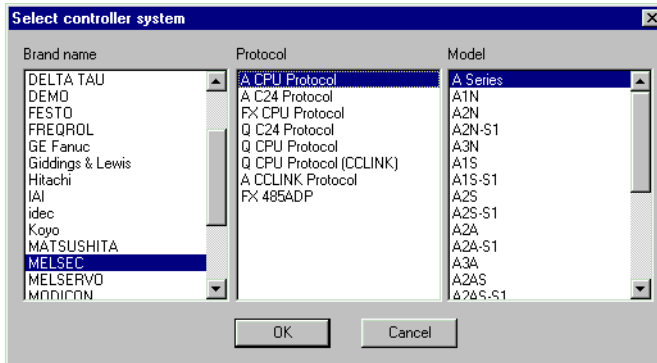 Select controller system
Brand name
DELTA TAU
DEMO
FESTO
FREQROL
GE Fanuc
Giddings & Lewis
Hitachi
IAI
idec
Koyo
MATSUSHITA
MELSEC
MELSERVO
MODICON
Protocol
A CPU Protocol
A C24 Protocol
FX CPU Protocol
Q C24 Protocol
Q CPU Protocol
Q CPU Protocol (CCLINK)
A CCLINK Protocol
FX 485ADP
Model
A Series
A1N
A2N
A2N-S1
A3N
A1S
A1S-S1
A2S
A2S-S1
A2A
A2A-S1
A3A
A2AS
A2AS-S1
OK
Cancel